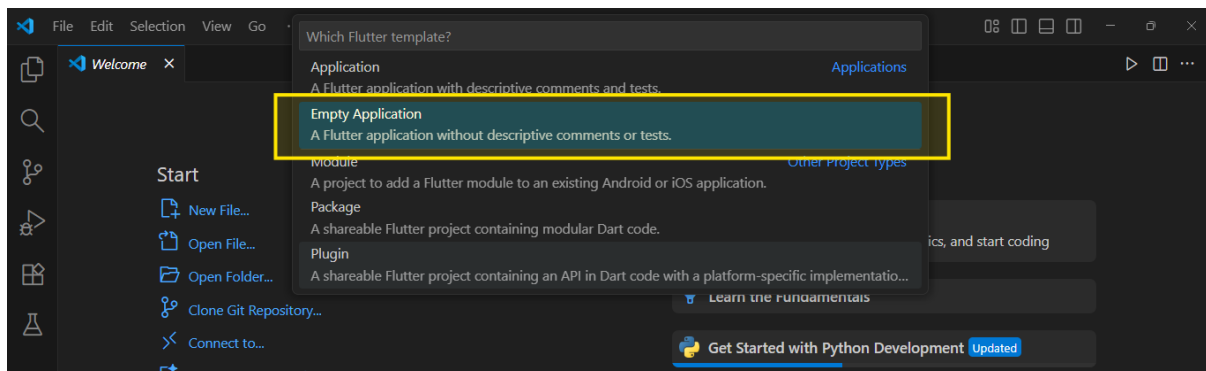 File Edit Selection View Go
Which Flutter template?
Welcome
Application
Applications
A Flutter application with descriptive comments and tests.
Empty Application
A Flutter application without descriptive comments or tests.
Module
Other Project Types
A project to add a Flutter module to an existing Android or iOS application.
Package
A shareable Flutter project containing modular Dart code.
Plugin
A shareable Flutter project containing an API in Dart code with a platform-specific implementatio...
Start
New File...
Open File...
Open Folder...
Clone Git Repository...
Connect to...
ics, and start coding
Learn the Fundamentals
Get Started with Python Development Updated